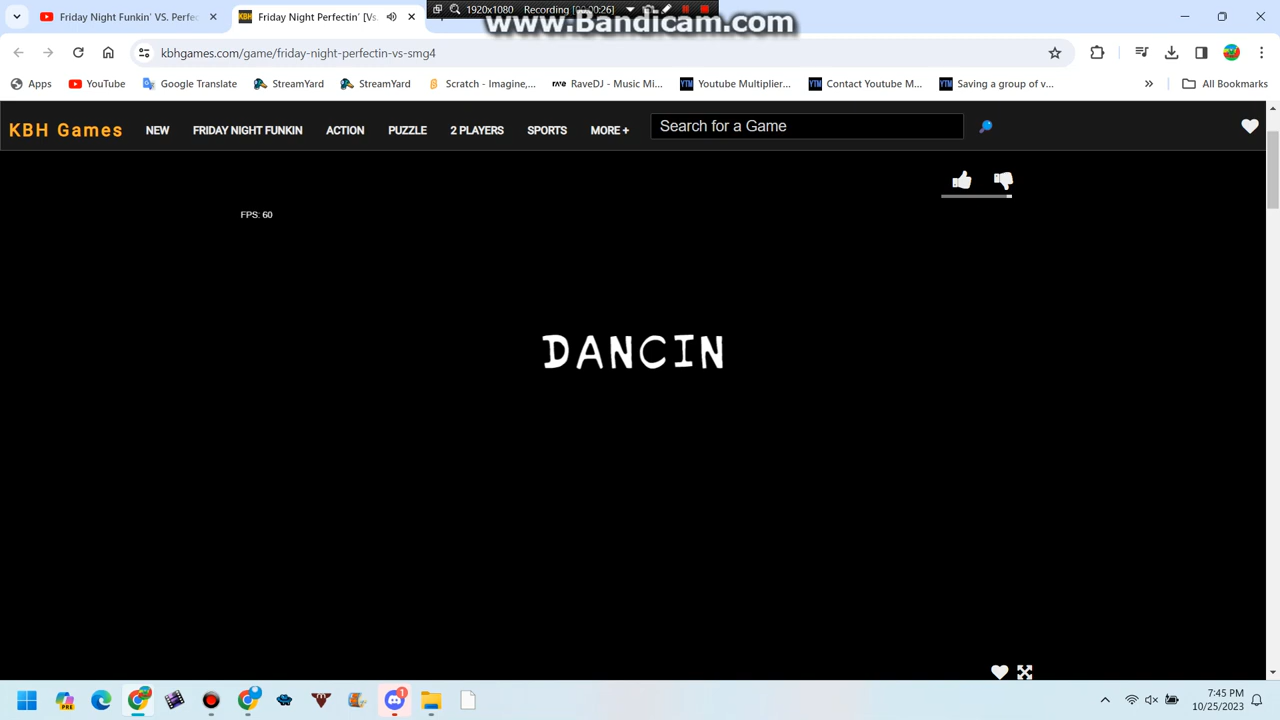 Friday Night Funkin' VS. Perfec
Friday Night Perfectin' [Vs.
1920x1080
Recording [00:00:26]
www.Bandicam.com
kbhgames.com/game/friday-night-perfectin-vs-smg4
Apps
YouTube
Google Translate
StreamYard
StreamYard
Scratch - Imagine,...
RaveDJ - Music Mi...
Youtube Multiplier...
Contact Youtube M...
Saving a group of v...
»
All Bookmarks
KBH Games
NEW
FRIDAY NIGHT FUNKIN
ACTION
PUZZLE
2 PLAYERS
SPORTS
MORE +
Search for a Game
FPS: 60
DANCIN
PRE
1
7:45 PM
10/25/2023